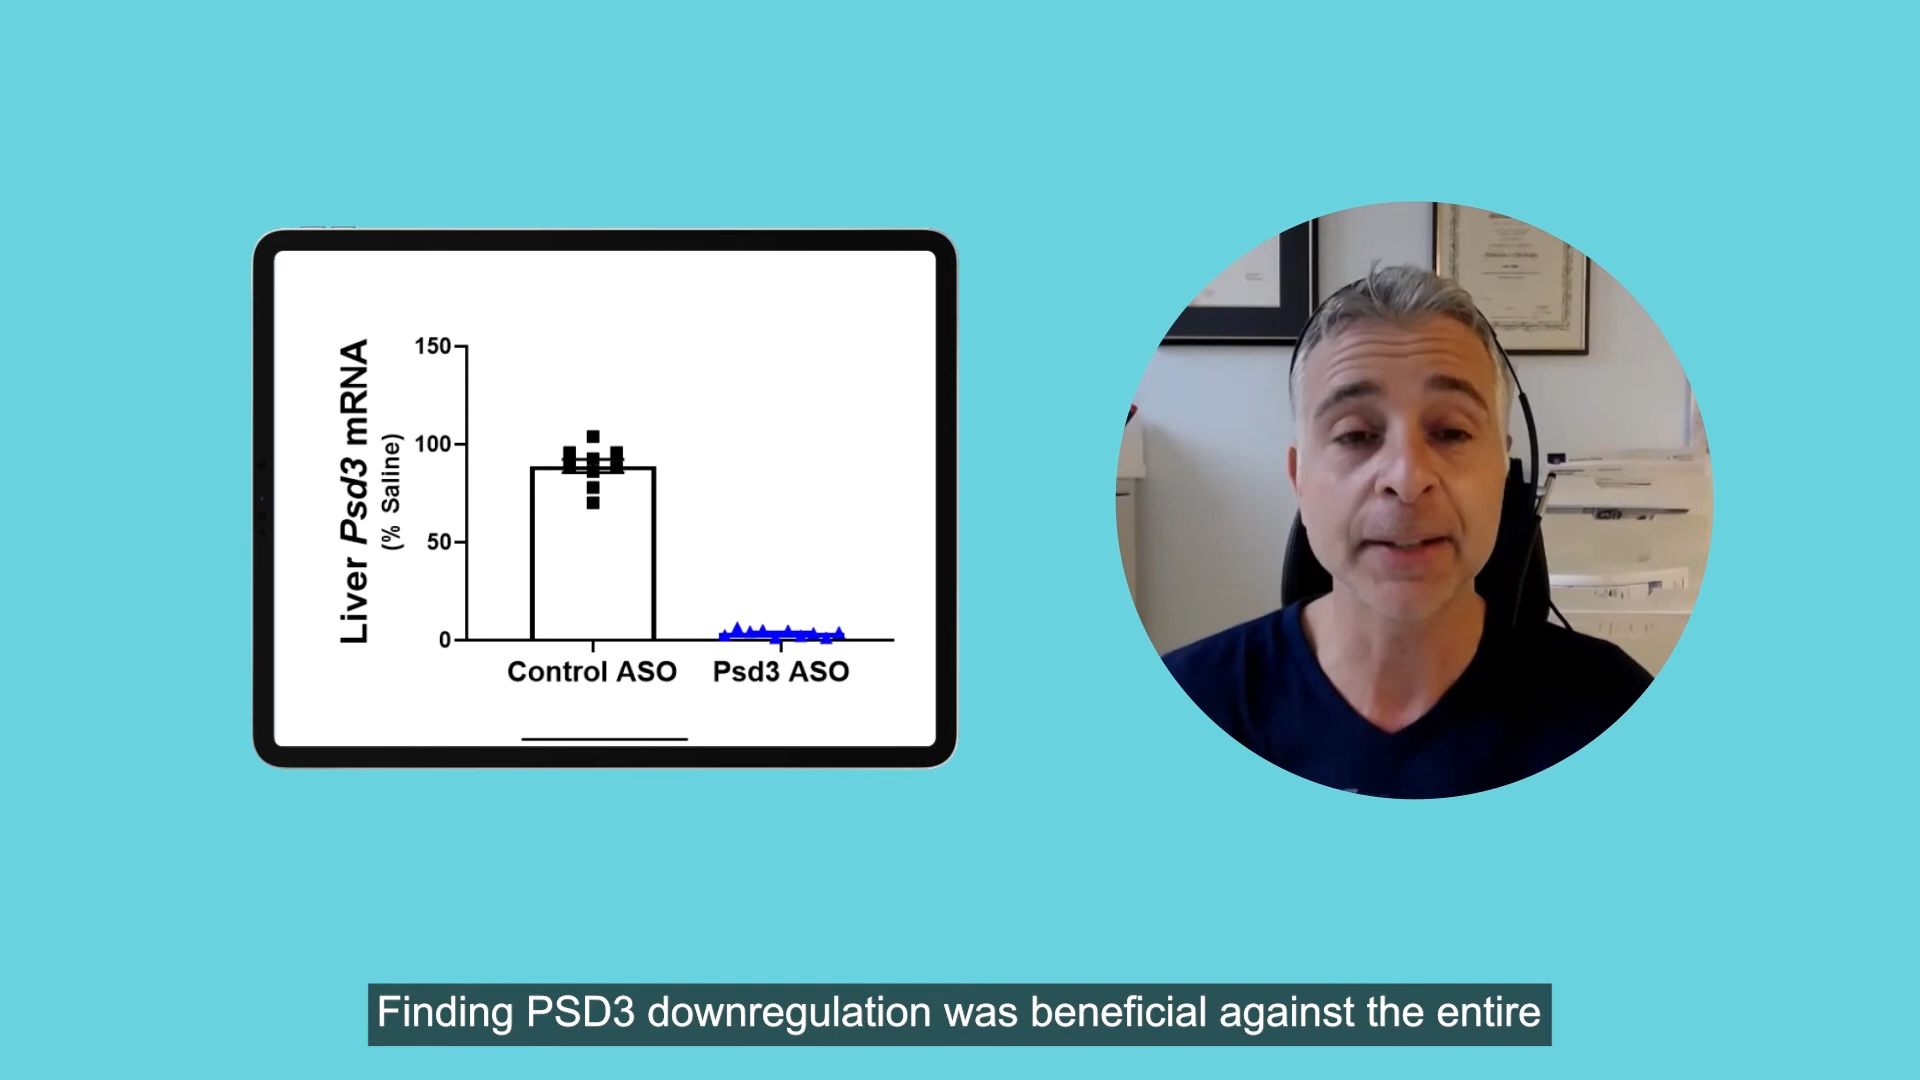 Liver Psd3 mRNA
(% Saline)
150
100
50
0
Control ASO
Psd3 ASO
Finding PSD3 downregulation was beneficial against the entire